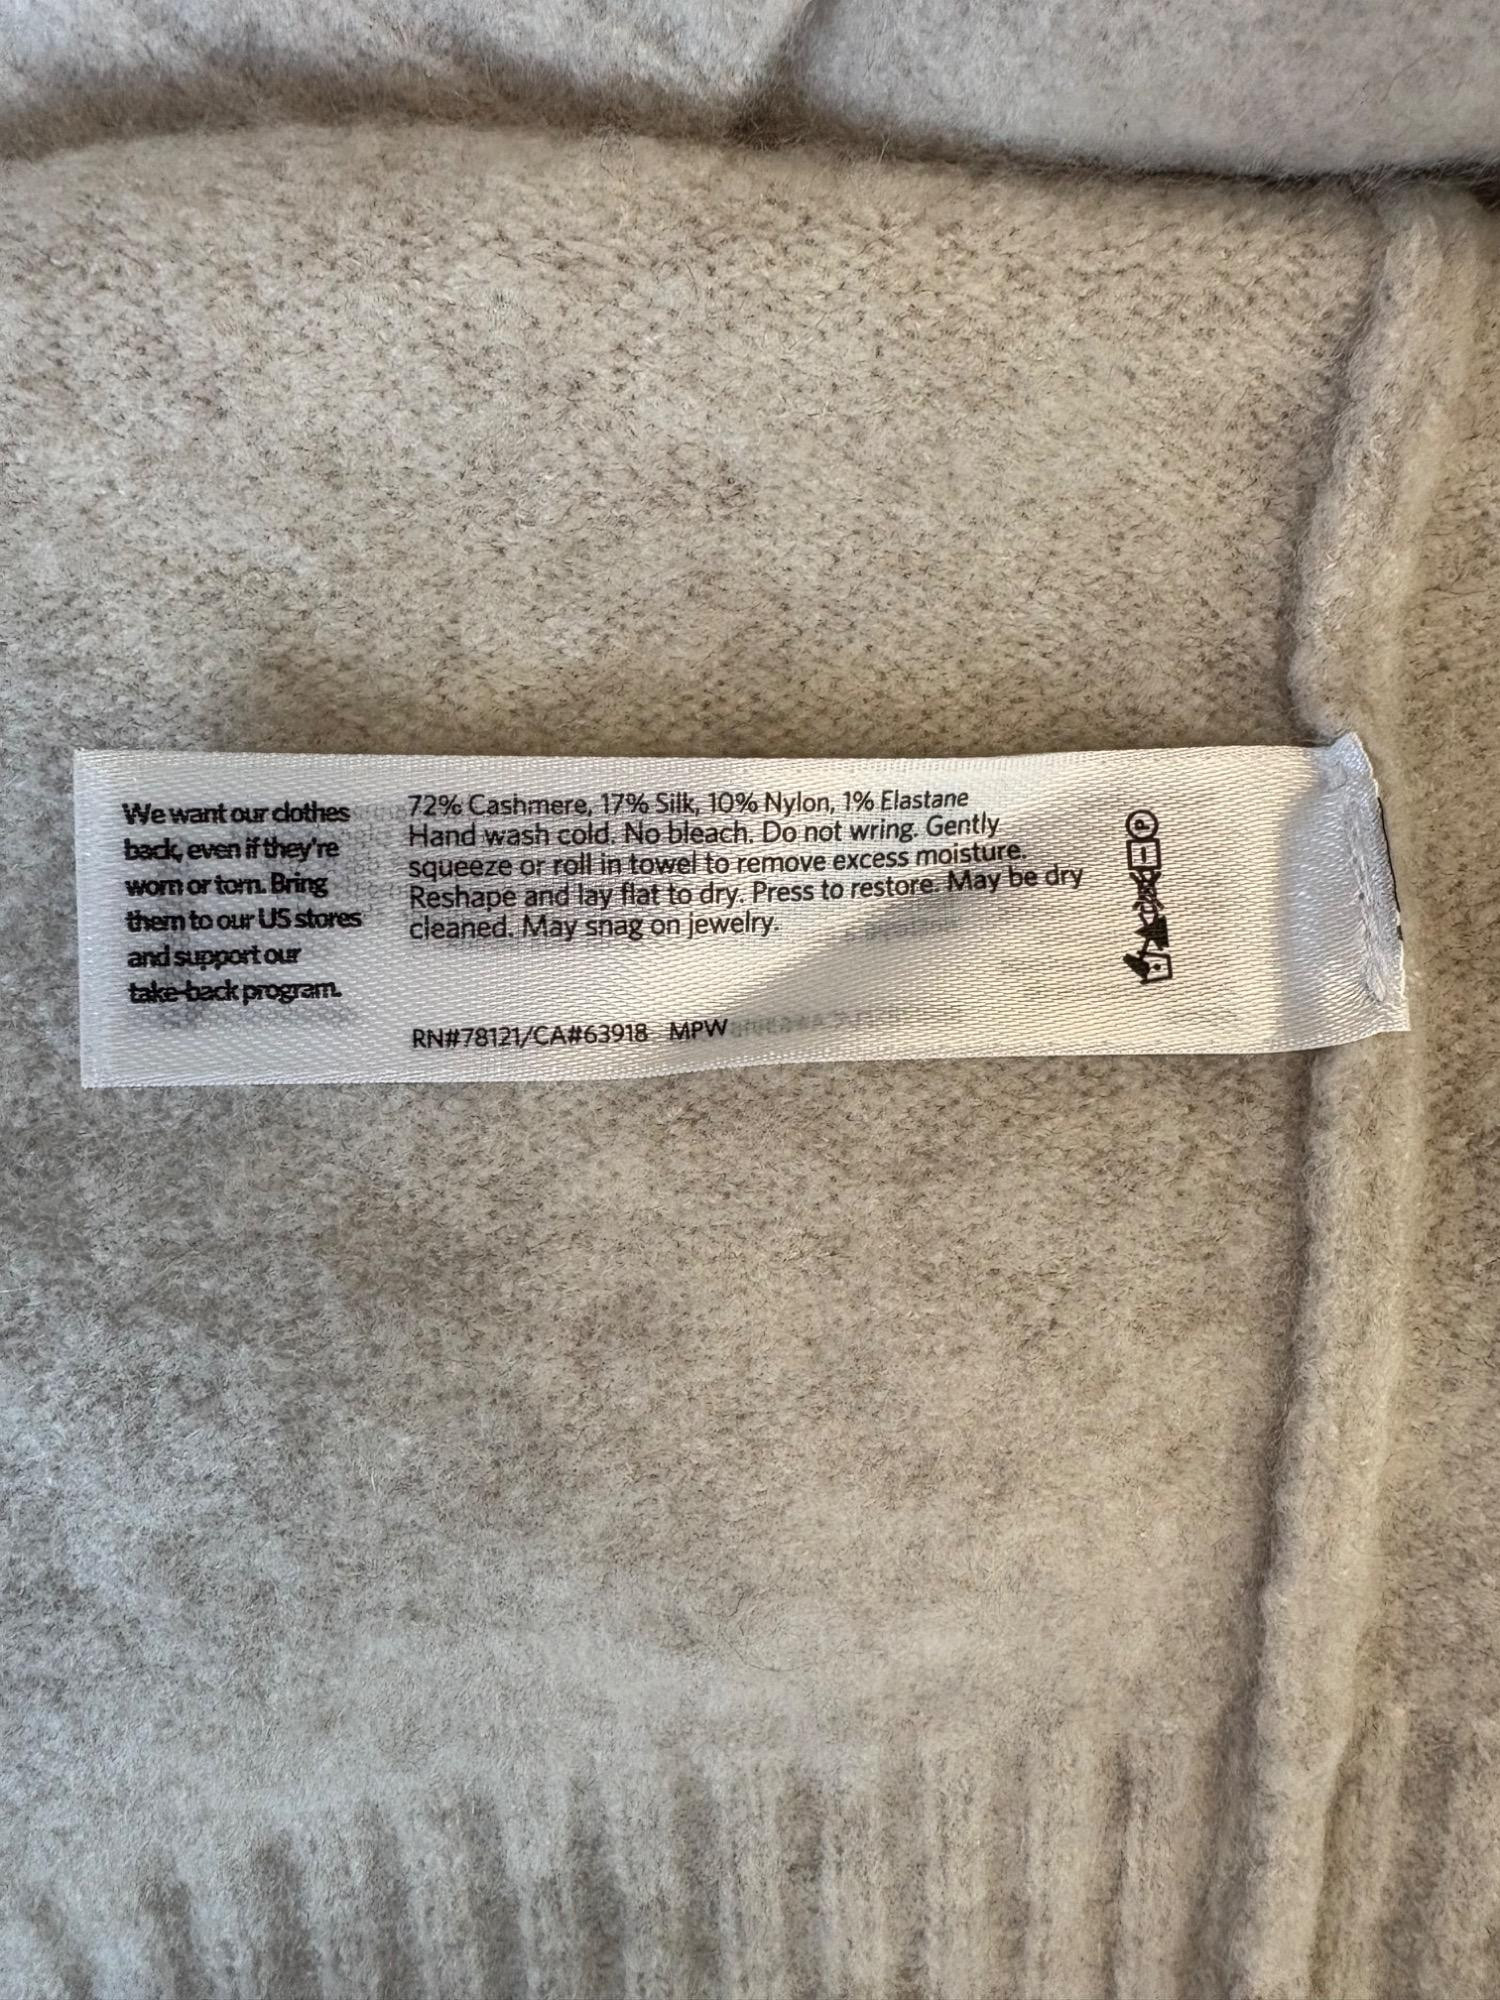 We want our clothes
back, even if they're
worn or torn. Bring
them to our US stores
and support our
take-back program.
72% Cashmere, 17% Silk, 10% Nylon, 1% Elastane
Hand wash cold. No bleach. Do not wring. Gently
squeeze or roll in towel to remove excess moisture.
Reshape and lay flat to dry. Press to restore. May be dry
cleaned. May snag on jewelry.
RN#78121/CA#63918 MPW
P